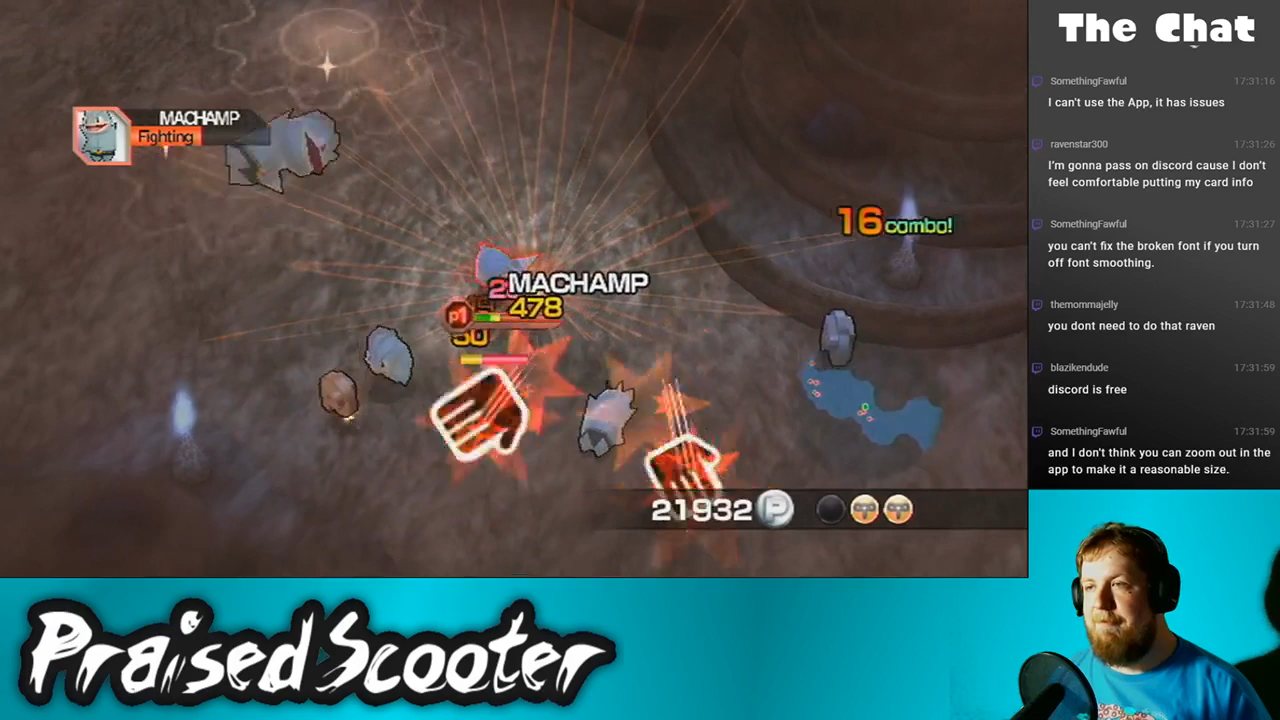 The Chat
SomethingFawful 17:31:16
I can't use the App, it has issues
ravenstar300 17:31:26
I'm gonna pass on discord cause I don't
feel comfortable putting my card info
SomethingFawful 17:31:27
you can't fix the broken font if you turn
off font smoothing.
themommajelly 17:31:48
you dont need to do that raven
blazikendude 17:31:59
discord is free
SomethingFawful 17:31:59
and I don't think you can zoom out in the
app to make it a reasonable size.
MACHAMP
Fighting
16 combo!
MACHAMP
478
p1
50
21932 P
PraisedScooter